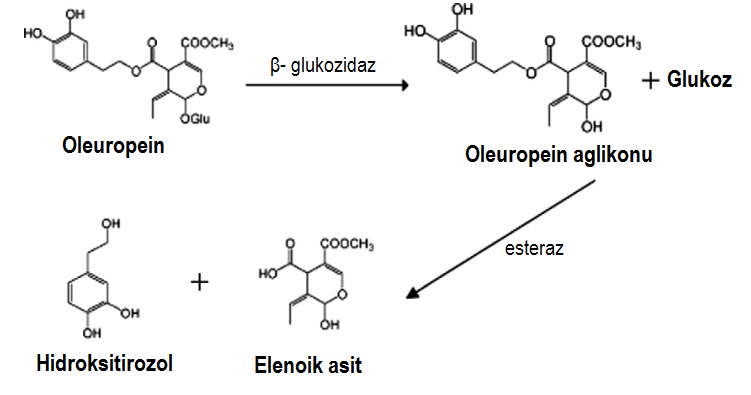 OH
HO
O
O
COOCH₃
O
OGlu
Oleuropein
β- glukozidaz
OH
HO
O
O
COOCH₃
O
OH
Oleuropein aglikonu
+ Glukoz
esteraz
OH
OH
OH
Hidroksitirozol
+
O
HO
COOCH₃
O
OH
Elenoik asit